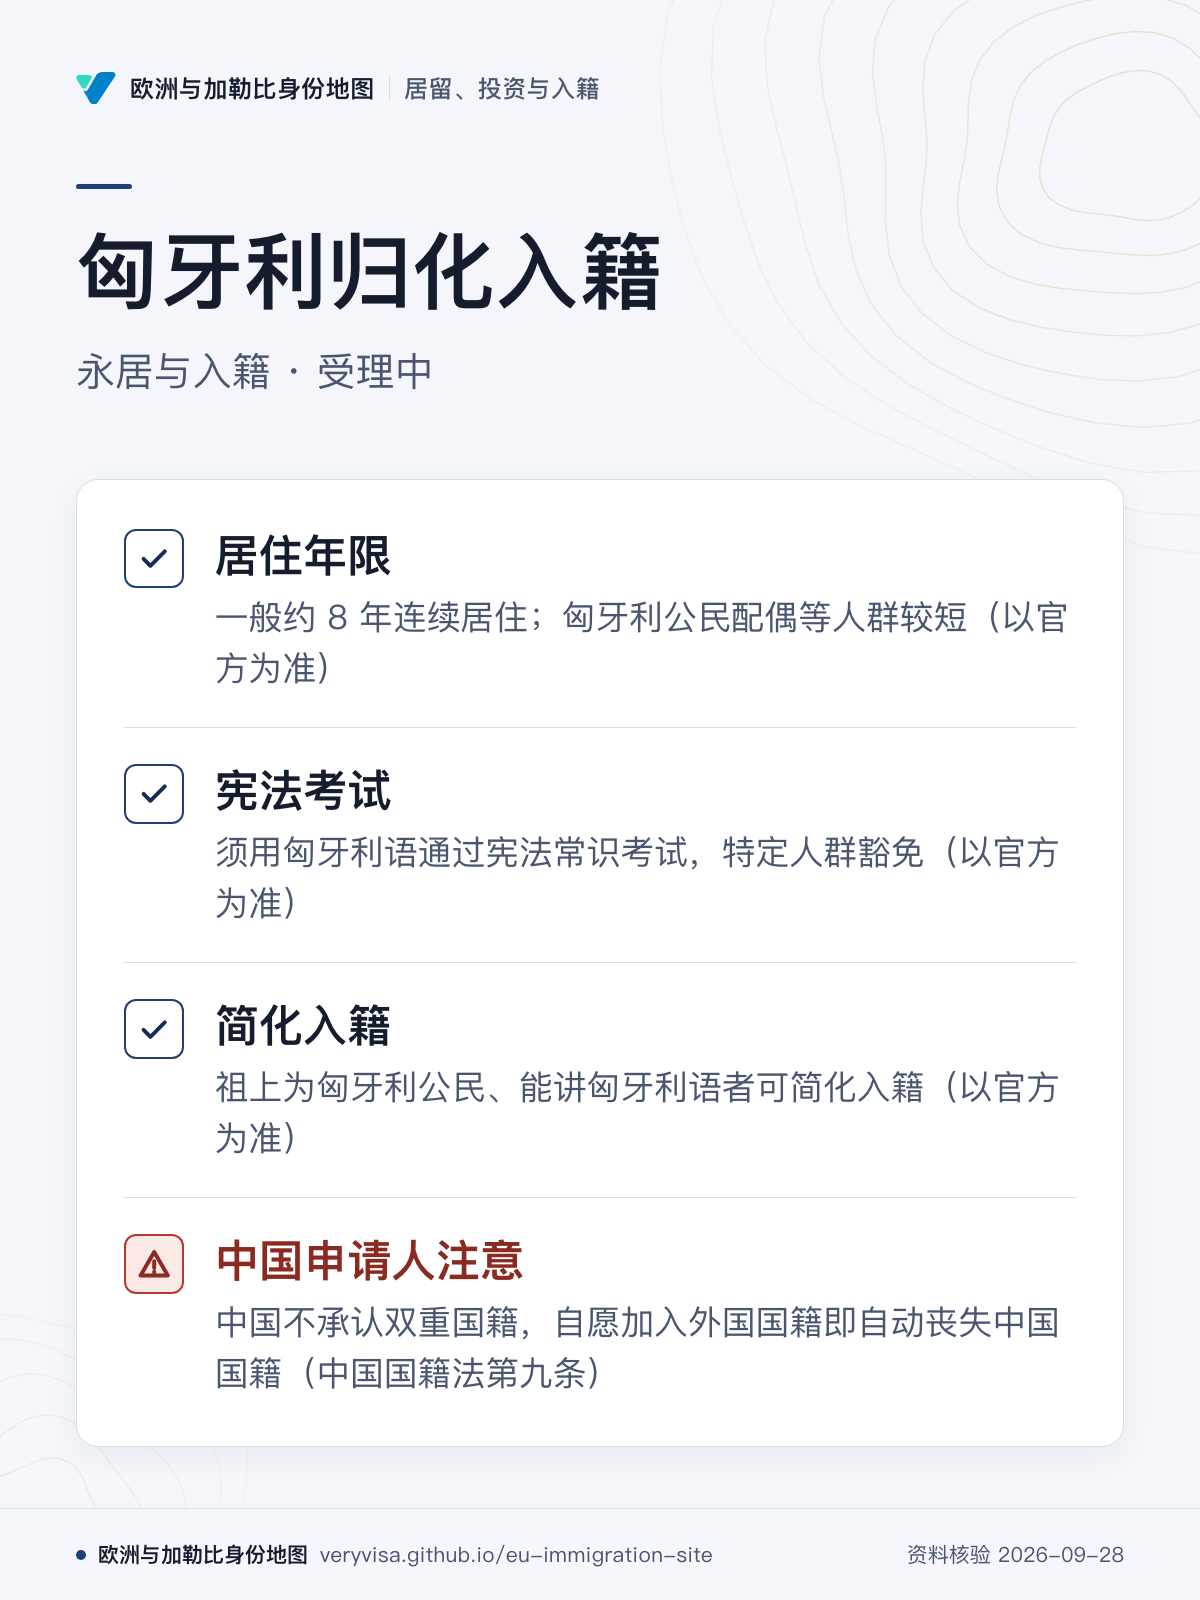 欧洲与加勒比身份地图 居留、投资与入籍
匈牙利归化入籍
永居与入籍 · 受理中
居住年限
一般约 8 年连续居住；匈牙利公民配偶等人群较短（以官
方为准）
宪法考试
须用匈牙利语通过宪法常识考试，特定人群豁免（以官方
为准）
简化入籍
祖上为匈牙利公民、能讲匈牙利语者可简化入籍（以官方
为准）
中国申请人注意
中国不承认双重国籍，自愿加入外国国籍即自动丧失中国
国籍（中国国籍法第九条）
欧洲与加勒比身份地图 veryvisa.github.io/eu-immigration-site 资料核验 2026-09-28